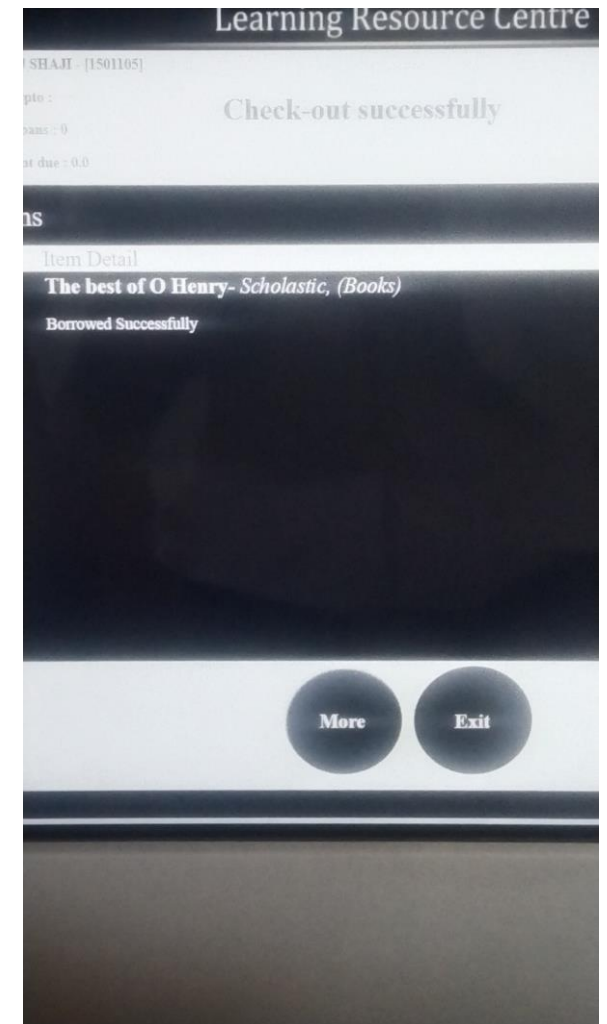 Learning Resource Centre
SHAJI - [1501105]
pto :
Check-out successfully
ans : 0
nt due : 0.0
ns
Item Detail
The best of O Henry- Scholastic, (Books)
Borrowed Successfully
More Exit